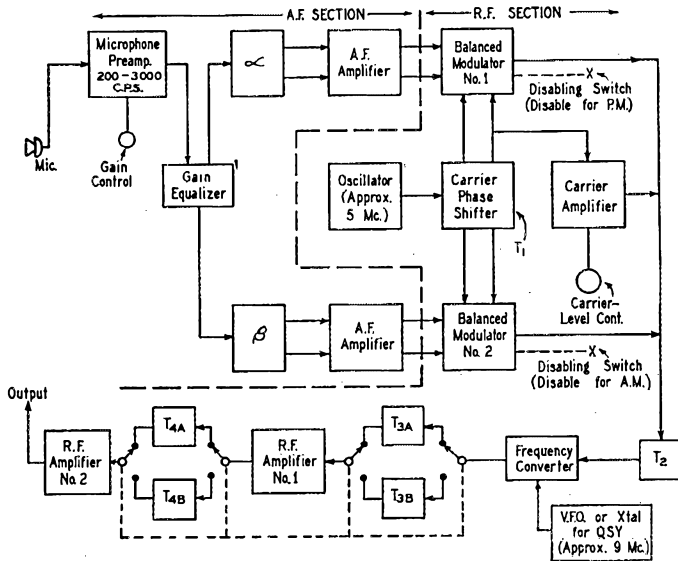 A.F. SECTION
R.F. SECTION
Microphone
Preamp.
200-3000
C.P.S.
∝
A.F.
Amplifier
Balanced
Modulator
No. 1
X
Disabling Switch
(Disable for P.M.)
Mic.
Gain
Control
Gain
Equalizer
Oscillator
(Approx.
5 Mc.)
Carrier
Phase
Shifter
T1
Carrier
Amplifier
Carrier-
Level Cont.
β
A.F.
Amplifier
Balanced
Modulator
No. 2
X
Disabling Switch
(Disable for A.M.)
Output
R.F.
Amplifier
No. 2
T4A
T4B
R.F.
Amplifier
No. 1
T3A
T3B
Frequency
Converter
T2
V.F.O. or Xtal
for QSY
(Approx. 9 Mc.)